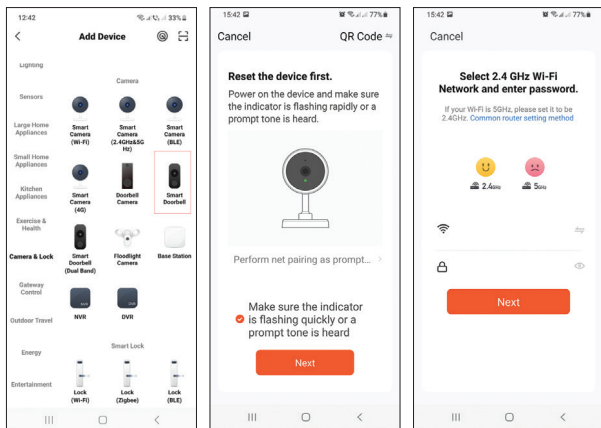 12:42
33%
Add Device
Lighting
Sensors
Large Home
Appliances
Small Home
Appliances
Kitchen
Appliances
Exercise &
Health
Camera & Lock
Gateway
Control
Outdoor Travel
Energy
Entertainment
Camera
Smart
Camera
(Wi-Fi)
Smart
Camera
(2.4GHz&5G
Hz)
Smart
Camera
(BLE)
Smart
Camera
(4G)
Doorbell
Camera
Smart
Doorbell
Smart
Doorbell
(Dual Band)
Floodlight
Camera
Base Station
NVR
DVR
Smart Lock
Lock
(Wi-Fi)
Lock
(Zigbee)
Lock
(BLE)
15:42
77%
Cancel
QR Code
Reset the device first.
Power on the device and make sure
the indicator is flashing rapidly or a
prompt tone is heard.
Perform net pairing as prompt...
Make sure the indicator
is flashing quickly or a
prompt tone is heard
Next
15:42
77%
Cancel
Select 2.4 GHz Wi-Fi
Network and enter password.
If your Wi-Fi is 5GHz, please set it to be
2.4GHz. Common router setting method
2.4GHz
5GHz
Next